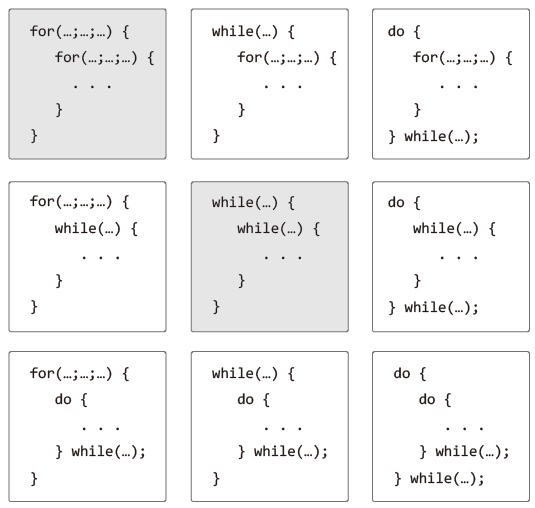 for(…;…;…) {
for(…;…;…) {
. . .
}
}
while(…) {
for(…;…;…) {
. . .
}
}
do {
for(…;…;…) {
. . .
}
} while(…);
for(…;…;…) {
while(…) {
. . .
}
}
while(…) {
while(…) {
. . .
}
}
do {
while(…) {
. . .
}
} while(…);
for(…;…;…) {
do {
. . .
} while(…);
}
while(…) {
do {
. . .
} while(…);
}
do {
do {
. . .
} while(…);
} while(…);